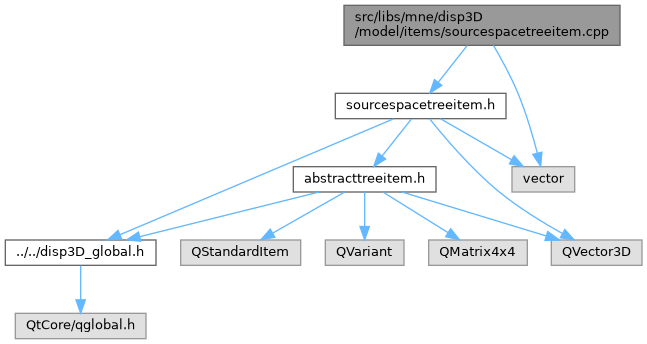 src/libs/mne/disp3D
/model/items/sourcespacetreeitem.cpp
sourcespacetreeitem.h
vector
abstracttreeitem.h
../../disp3D_global.h
QStandardItem
QVariant
QMatrix4x4
QVector3D
QtCore/qglobal.h